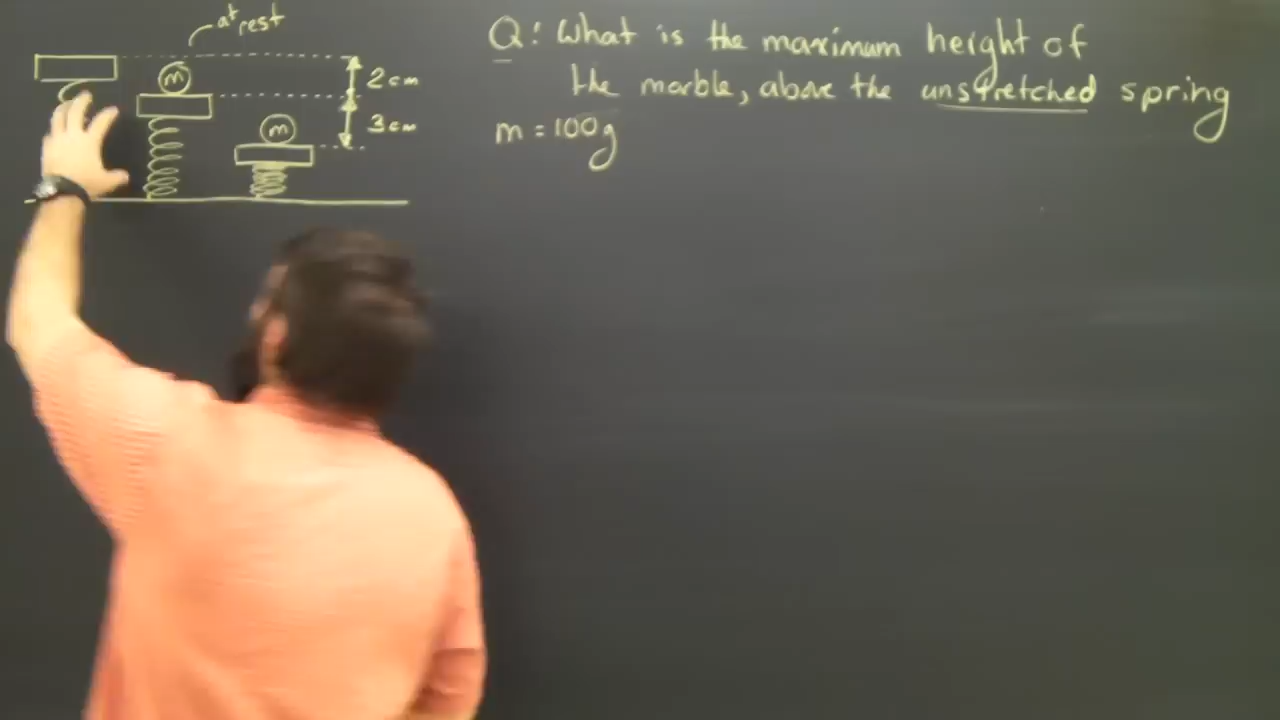 at rest
m
m
2cm
3cm
Q: What is the maximum height of
the marble, above the unstretched spring
m = 100g